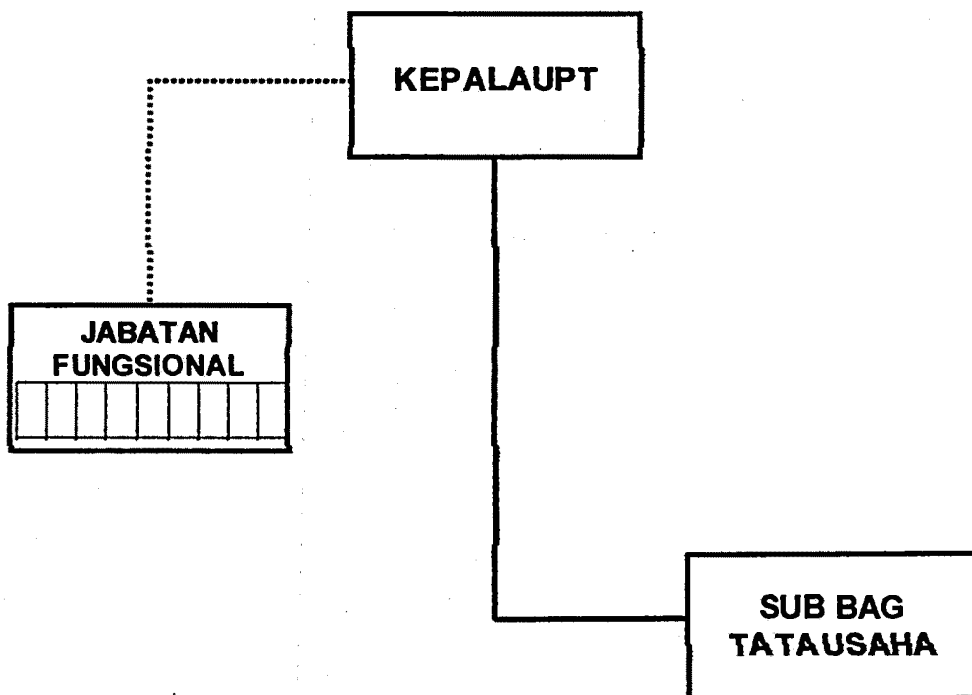 KEPALAUPT
JABATAN
FUNGSIONAL
SUB BAG
TATAUSAHA